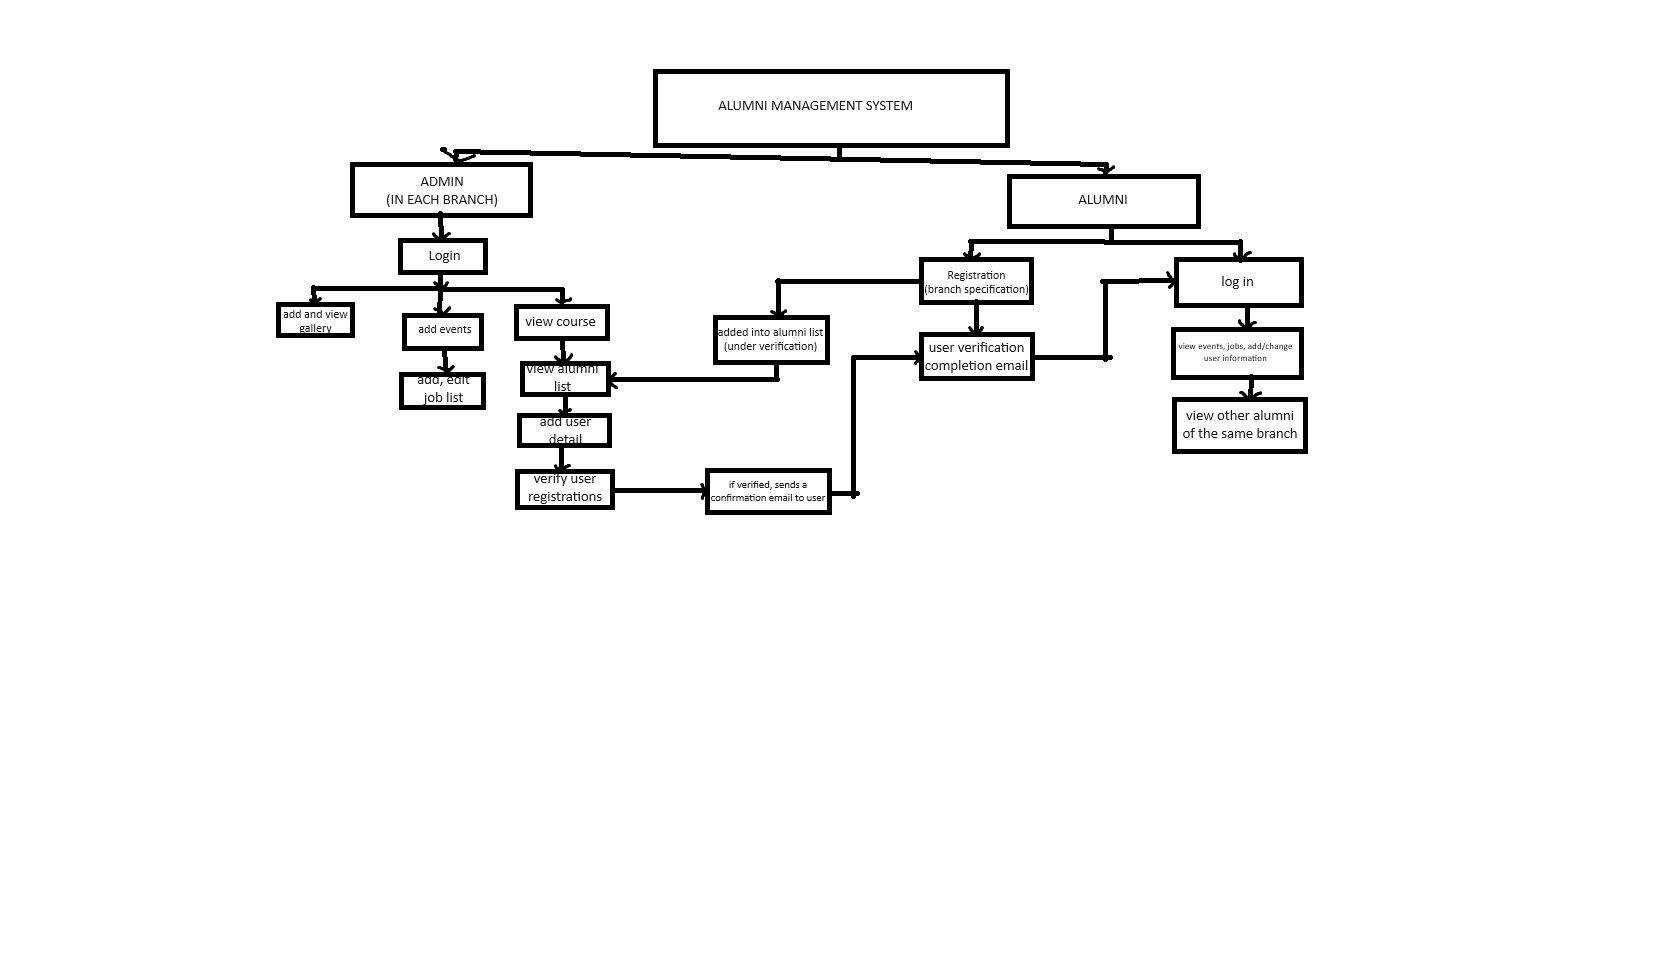 ALUMNI MANAGEMENT SYSTEM
ADMIN
(IN EACH BRANCH)
Login
add and view
gallery
add events
add, edit
job list
view course
view alumni
list
add user
detail
verify user
registrations
if verified, sends a
confirmation email to user
added into alumni list
(under verification)
ALUMNI
Registration
(branch specification)
user verification
completion email
log in
view events, jobs, add/change
user information
view other alumni
of the same branch